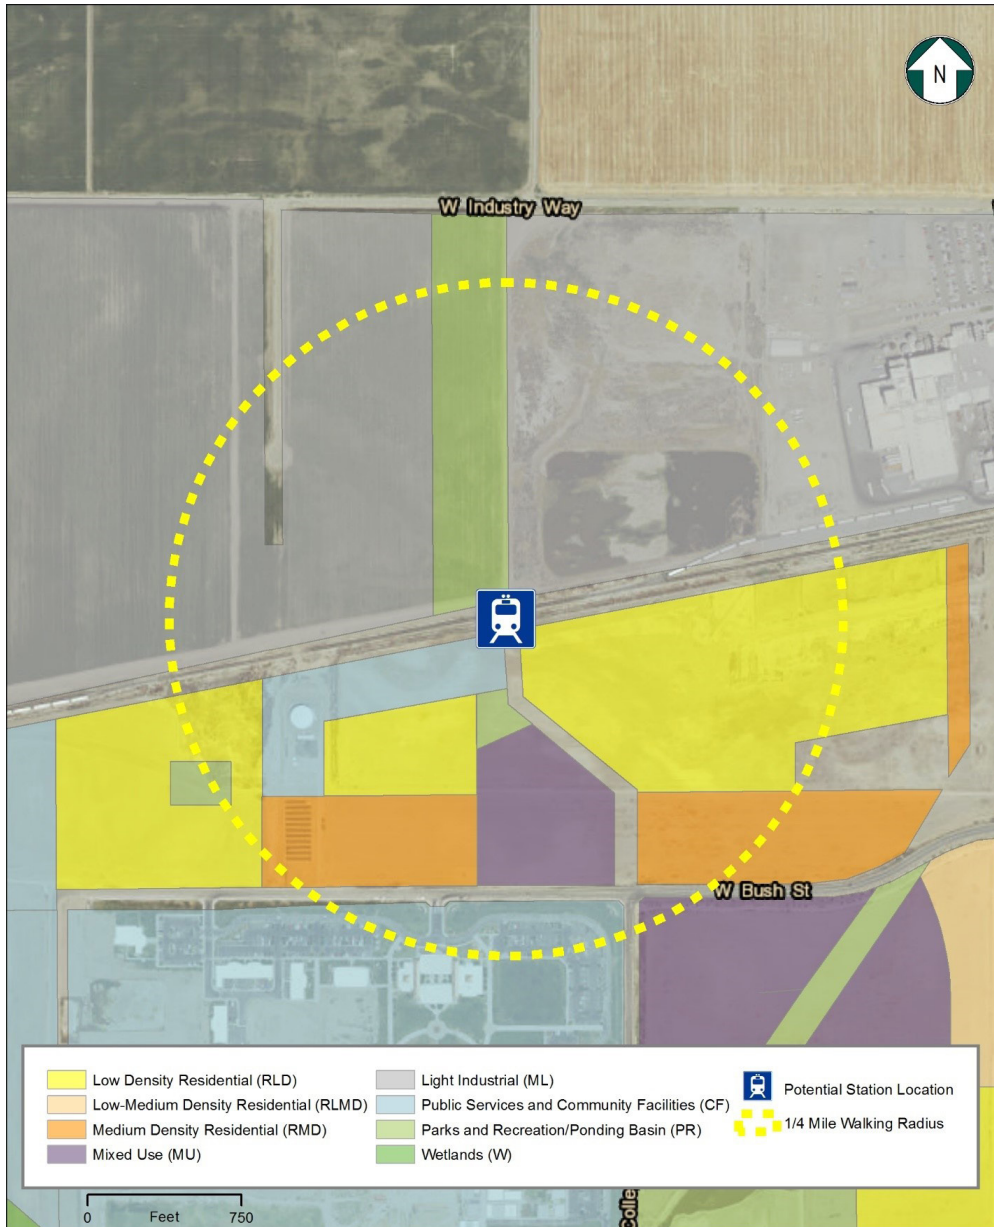 N
W Industry Way
W Bush St
Low Density Residential (RLD)
Low-Medium Density Residential (RLMD)
Medium Density Residential (RMD)
Mixed Use (MU)
Light Industrial (ML)
Public Services and Community Facilities (CF)
Parks and Recreation/Ponding Basin (PR)
Wetlands (W)
Potential Station Location
1/4 Mile Walking Radius
0 Feet 750
Colle